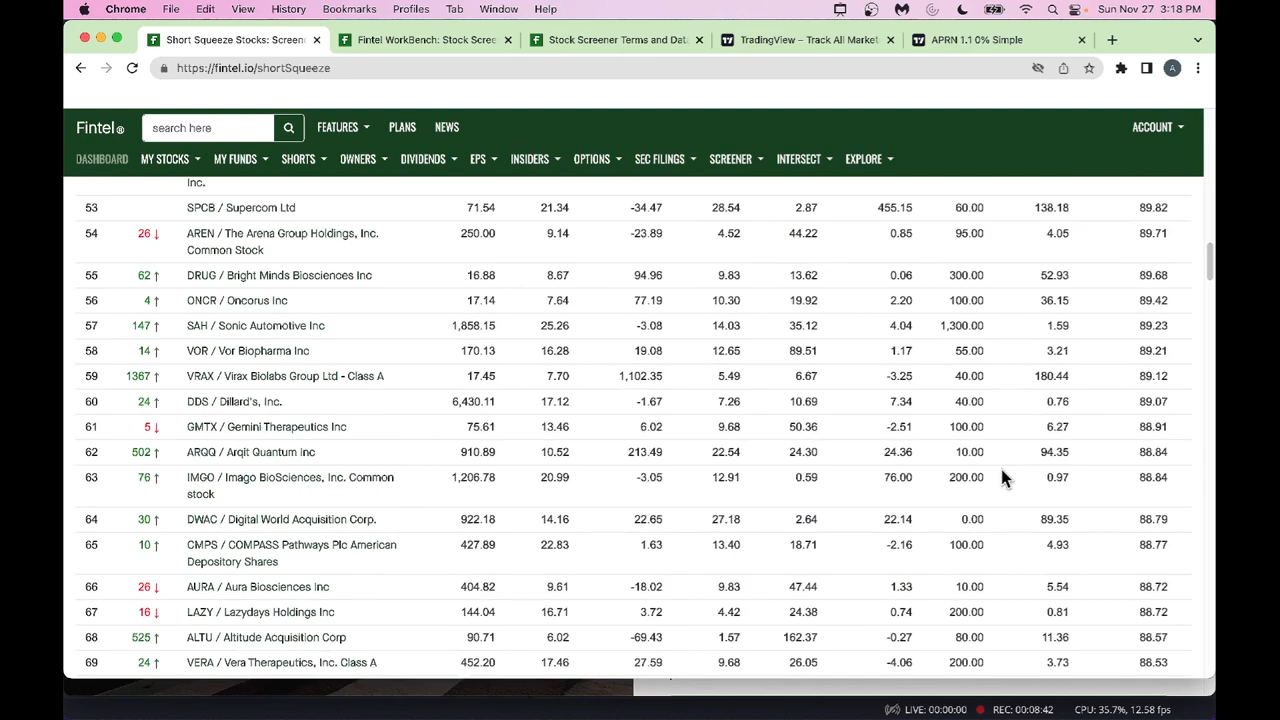 Chrome File Edit View History Bookmarks Profiles Tab Window Help Sun Nov 27 3:18 PM
Short Squeeze Stocks: Screen Fintel WorkBench: Stock Scree Stock Screener Terms and Data TradingView – Track All Market APRN 1.1 0% Simple
https://fintel.io/shortSqueeze A
Fintel® search here FEATURES PLANS NEWS ACCOUNT
DASHBOARD MY STOCKS MY FUNDS SHORTS OWNERS DIVIDENDS EPS INSIDERS OPTIONS SEC FILINGS SCREENER INTERSECT EXPLORE
Inc.
53 SPCB / Supercom Ltd 71.54 21.34 -34.47 28.54 2.87 455.15 60.00 138.18 89.82
54 26 ↓ AREN / The Arena Group Holdings, Inc. 250.00 9.14 -23.89 4.52 44.22 0.85 95.00 4.05 89.71
Common Stock
55 62 ↑ DRUG / Bright Minds Biosciences Inc 16.88 8.67 94.96 9.83 13.62 0.06 300.00 52.93 89.68
56 4 ↑ ONCR / Oncorus Inc 17.14 7.64 77.19 10.30 19.92 2.20 100.00 36.15 89.42
57 147 ↑ SAH / Sonic Automotive Inc 1,858.15 25.26 -3.08 14.03 35.12 4.04 1,300.00 1.59 89.23
58 14 ↑ VOR / Vor Biopharma Inc 170.13 16.28 19.08 12.65 89.51 1.17 55.00 3.21 89.21
59 1367 ↑ VRAX / Virax Biolabs Group Ltd - Class A 17.45 7.70 1,102.35 5.49 6.67 -3.25 40.00 180.44 89.12
60 24 ↑ DDS / Dillard's, Inc. 6,430.11 17.12 -1.67 7.26 10.69 7.34 40.00 0.76 89.07
61 5 ↓ GMTX / Gemini Therapeutics Inc 75.61 13.46 6.02 9.68 50.36 -2.51 100.00 6.27 88.91
62 502 ↑ ARQQ / Arqit Quantum Inc 910.89 10.52 213.49 22.54 24.30 24.36 10.00 94.35 88.84
63 76 ↑ IMGO / Imago BioSciences, Inc. Common 1,206.78 20.99 -3.05 12.91 0.59 76.00 200.00 0.97 88.84
stock
64 30 ↑ DWAC / Digital World Acquisition Corp. 922.18 14.16 22.65 27.18 2.64 22.14 0.00 89.35 88.79
65 10 ↑ CMPS / COMPASS Pathways Plc American 427.89 22.83 1.63 13.40 18.71 -2.16 100.00 4.93 88.77
Depository Shares
66 26 ↓ AURA / Aura Biosciences Inc 404.82 9.61 -18.02 9.83 47.44 1.33 10.00 5.54 88.72
67 16 ↓ LAZY / Lazydays Holdings Inc 144.04 16.71 3.72 4.42 24.38 0.74 200.00 0.81 88.72
68 525 ↑ ALTU / Altitude Acquisition Corp 90.71 6.02 -69.43 1.57 162.37 -0.27 80.00 11.36 88.57
69 24 ↑ VERA / Vera Therapeutics, Inc. Class A 452.20 17.46 27.59 9.68 26.05 -4.06 200.00 3.73 88.53
LIVE: 00:00:00 REC: 00:08:42 CPU: 35.7%, 12.58 fps